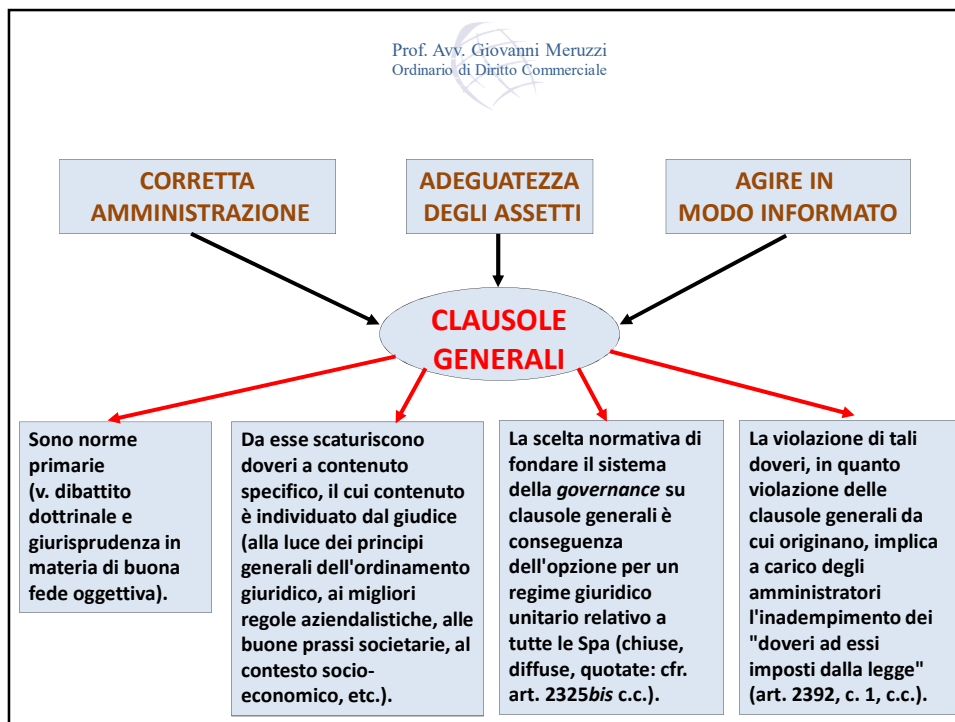 Prof. Avv. Giovanni Meruzzi
Ordinario di Diritto Commerciale
CORRETTA
AMMINISTRAZIONE
ADEGUATEZZA
DEGLI ASSETTI
AGIRE IN
MODO INFORMATO
CLAUSOLE
GENERALI
Sono norme
primarie
(v. dibattito
dottrinale e
giurisprudenza in
materia di buona
fede oggettiva).
Da esse scaturiscono
doveri a contenuto
specifico, il cui contenuto
è individuato dal giudice
(alla luce dei principi
generali dell'ordinamento
giuridico, ai migliori
regole aziendalistiche, alle
buone prassi societarie, al
contesto socio-
economico, etc.).
La scelta normativa di
fondare il sistema
della governance su
clausole generali è
conseguenza
dell'opzione per un
regime giuridico
unitario relativo a
tutte le Spa (chiuse,
diffuse, quotate: cfr.
art. 2325bis c.c.).
La violazione di tali
doveri, in quanto
violazione delle
clausole generali da
cui originano, implica
a carico degli
amministratori
l'inadempimento dei
"doveri ad essi
imposti dalla legge"
(art. 2392, c. 1, c.c.).